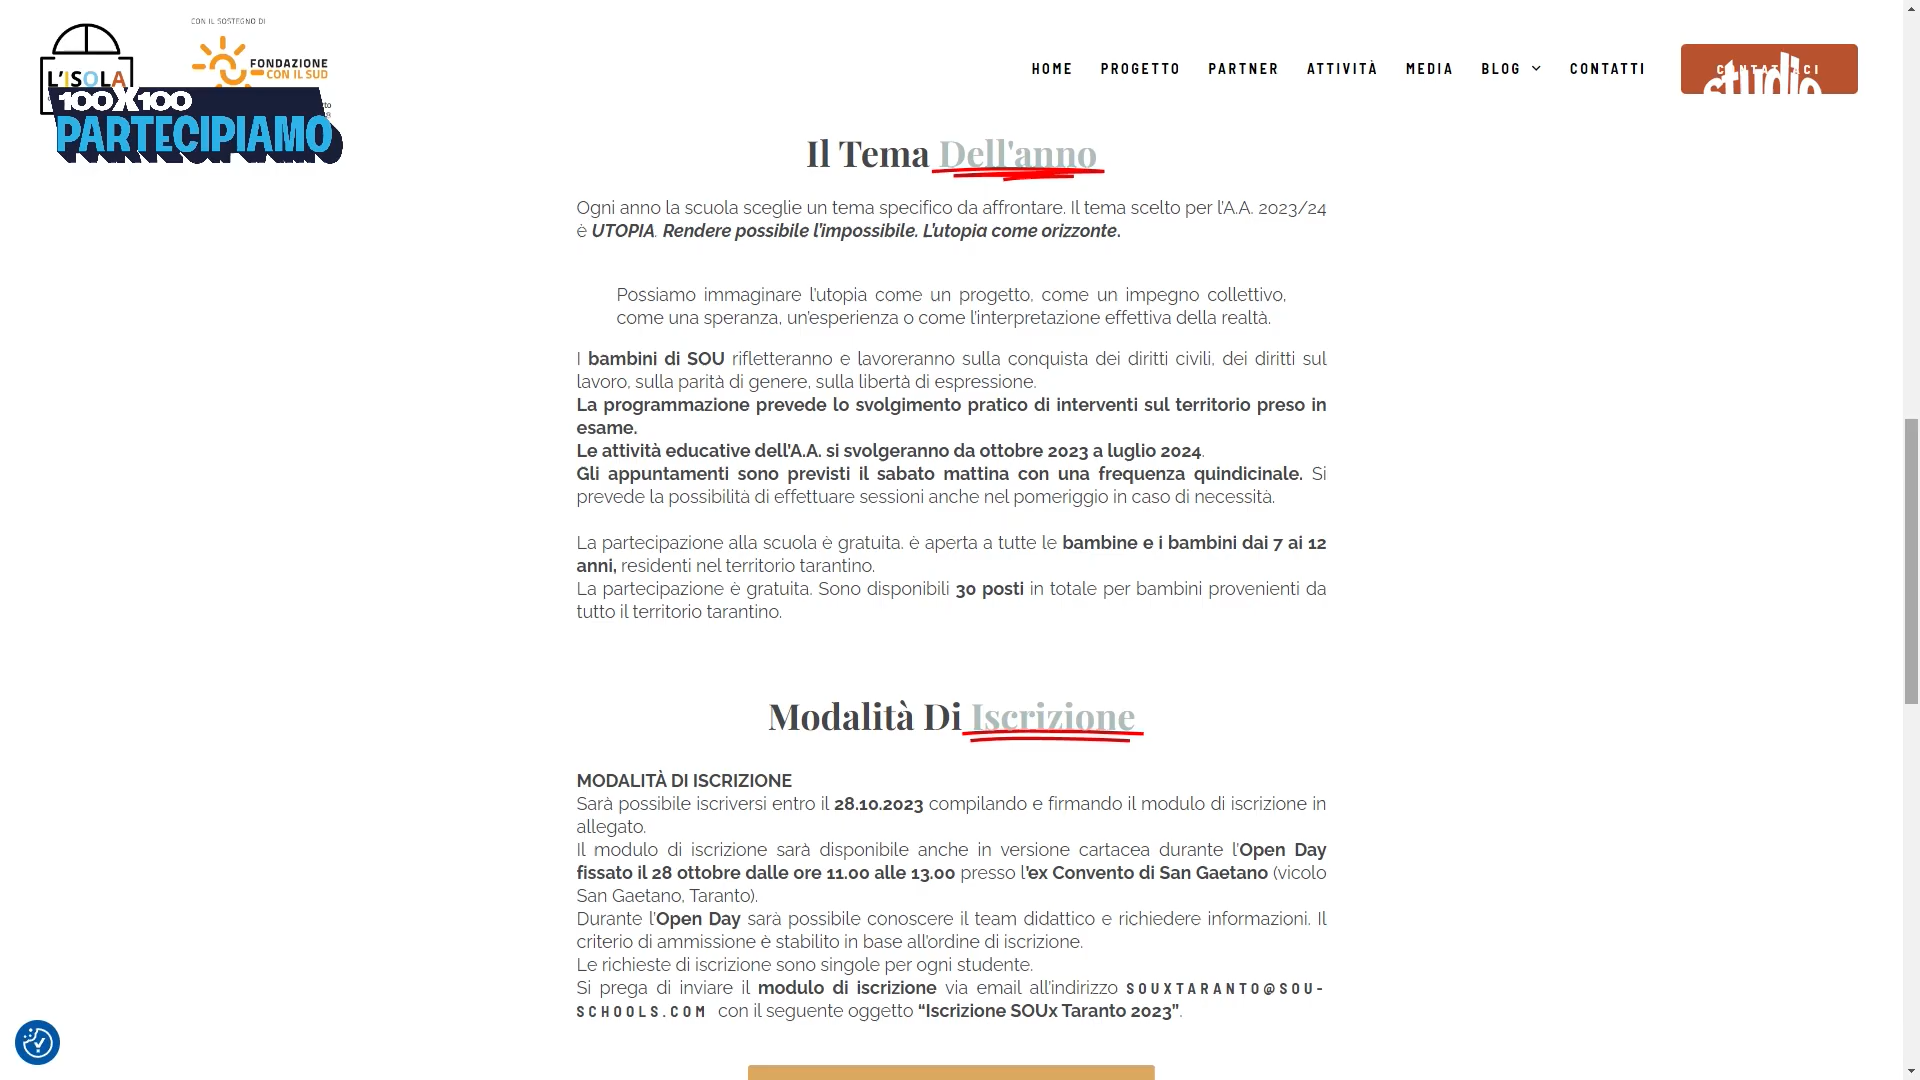 CON IL SOSTEGNO DI
L'ISOLA
FONDAZIONE
CON IL SUD
100X100
PARTECIPIAMO
HOME PROGETTO PARTNER ATTIVITÀ MEDIA BLOG CONTATTI
studio
Il Tema Dell'anno
Ogni anno la scuola sceglie un tema specifico da affrontare. Il tema scelto per l’A.A. 2023/24
è UTOPIA. Rendere possibile l’impossibile. L’utopia come orizzonte.
Possiamo immaginare l’utopia come un progetto, come un impegno collettivo,
come una speranza, un’esperienza o come l’interpretazione effettiva della realtà.
I bambini di SOU rifletteranno e lavoreranno sulla conquista dei diritti civili, dei diritti sul
lavoro, sulla parità di genere, sulla libertà di espressione.
La programmazione prevede lo svolgimento pratico di interventi sul territorio preso in
esame.
Le attività educative dell’A.A. si svolgeranno da ottobre 2023 a luglio 2024.
Gli appuntamenti sono previsti il sabato mattina con una frequenza quindicinale. Si
prevede la possibilità di effettuare sessioni anche nel pomeriggio in caso di necessità.
La partecipazione alla scuola è gratuita. è aperta a tutte le bambine e i bambini dai 7 ai 12
anni, residenti nel territorio tarantino.
La partecipazione è gratuita. Sono disponibili 30 posti in totale per bambini provenienti da
tutto il territorio tarantino.
Modalità Di Iscrizione
MODALITÀ DI ISCRIZIONE
Sarà possibile iscriversi entro il 28.10.2023 compilando e firmando il modulo di iscrizione in
allegato.
Il modulo di iscrizione sarà disponibile anche in versione cartacea durante l’Open Day
fissato il 28 ottobre dalle ore 11.00 alle 13.00 presso l’ex Convento di San Gaetano (vicolo
San Gaetano, Taranto).
Durante l’Open Day sarà possibile conoscere il team didattico e richiedere informazioni. Il
criterio di ammissione è stabilito in base all’ordine di iscrizione.
Le richieste di iscrizione sono singole per ogni studente.
Si prega di inviare il modulo di iscrizione via email all’indirizzo SOUXTARANTO@SOU-
SCHOOLS.COM con il seguente oggetto “Iscrizione SOUx Taranto 2023”.